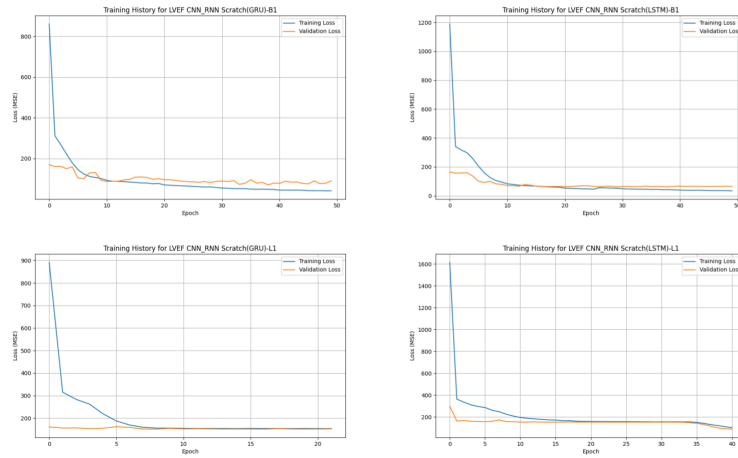 Training History for LVEF CNN_RNN Scratch(GRU)-B1
Training Loss
Validation Loss
800
600
400
200
Loss (MSE)
0 10 20 30 40 50
Epoch
Training History for LVEF CNN_RNN Scratch(LSTM)-B1
Training Loss
Validation Loss
1200
1000
800
600
400
200
0
Loss (MSE)
0 10 20 30 40 50
Epoch
Training History for LVEF CNN_RNN Scratch(GRU)-L1
Training Loss
Validation Loss
900
800
700
600
500
400
300
200
Loss (MSE)
0 5 10 15 20
Epoch
Training History for LVEF CNN_RNN Scratch(LSTM)-L1
Training Loss
Validation Loss
1600
1400
1200
1000
800
600
400
200
Loss (MSE)
0 5 10 15 20 25 30 35 40
Epoch